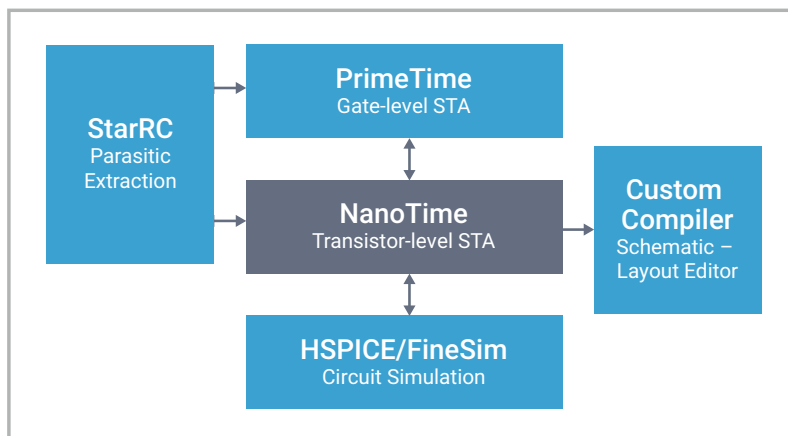 StarRC
Parasitic
Extraction
PrimeTime
Gate-level STA
NanoTime
Transistor-level STA
HSPICE/FineSim
Circuit Simulation
Custom
Compiler
Schematic –
Layout Editor